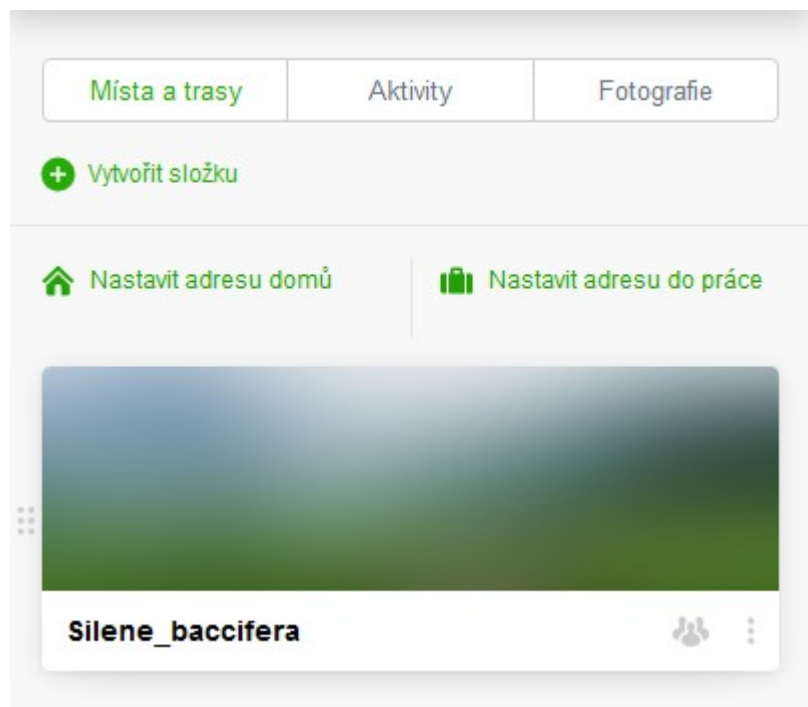 Místa a trasy Aktivity Fotografie
Vytvořit složku
Nastavit adresu domů Nastavit adresu do práce
Silene_baccifera